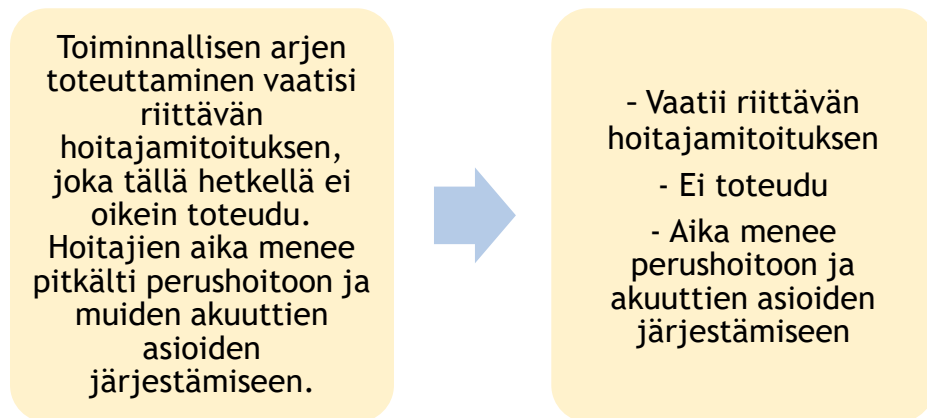 Toiminnallisen arjen
toteuttaminen vaatisi
riittävän
hoitajamitoituksen,
joka tällä hetkellä ei
oikein toteudu.
Hoitajien aika menee
pitkälti perushoitoon ja
muiden akuuttien
asioiden
järjestämiseen.
- Vaatii riittävän
hoitajamitoituksen
- Ei toteudu
- Aika menee
perushoitoon ja
akuuttien asioiden
järjestämiseen